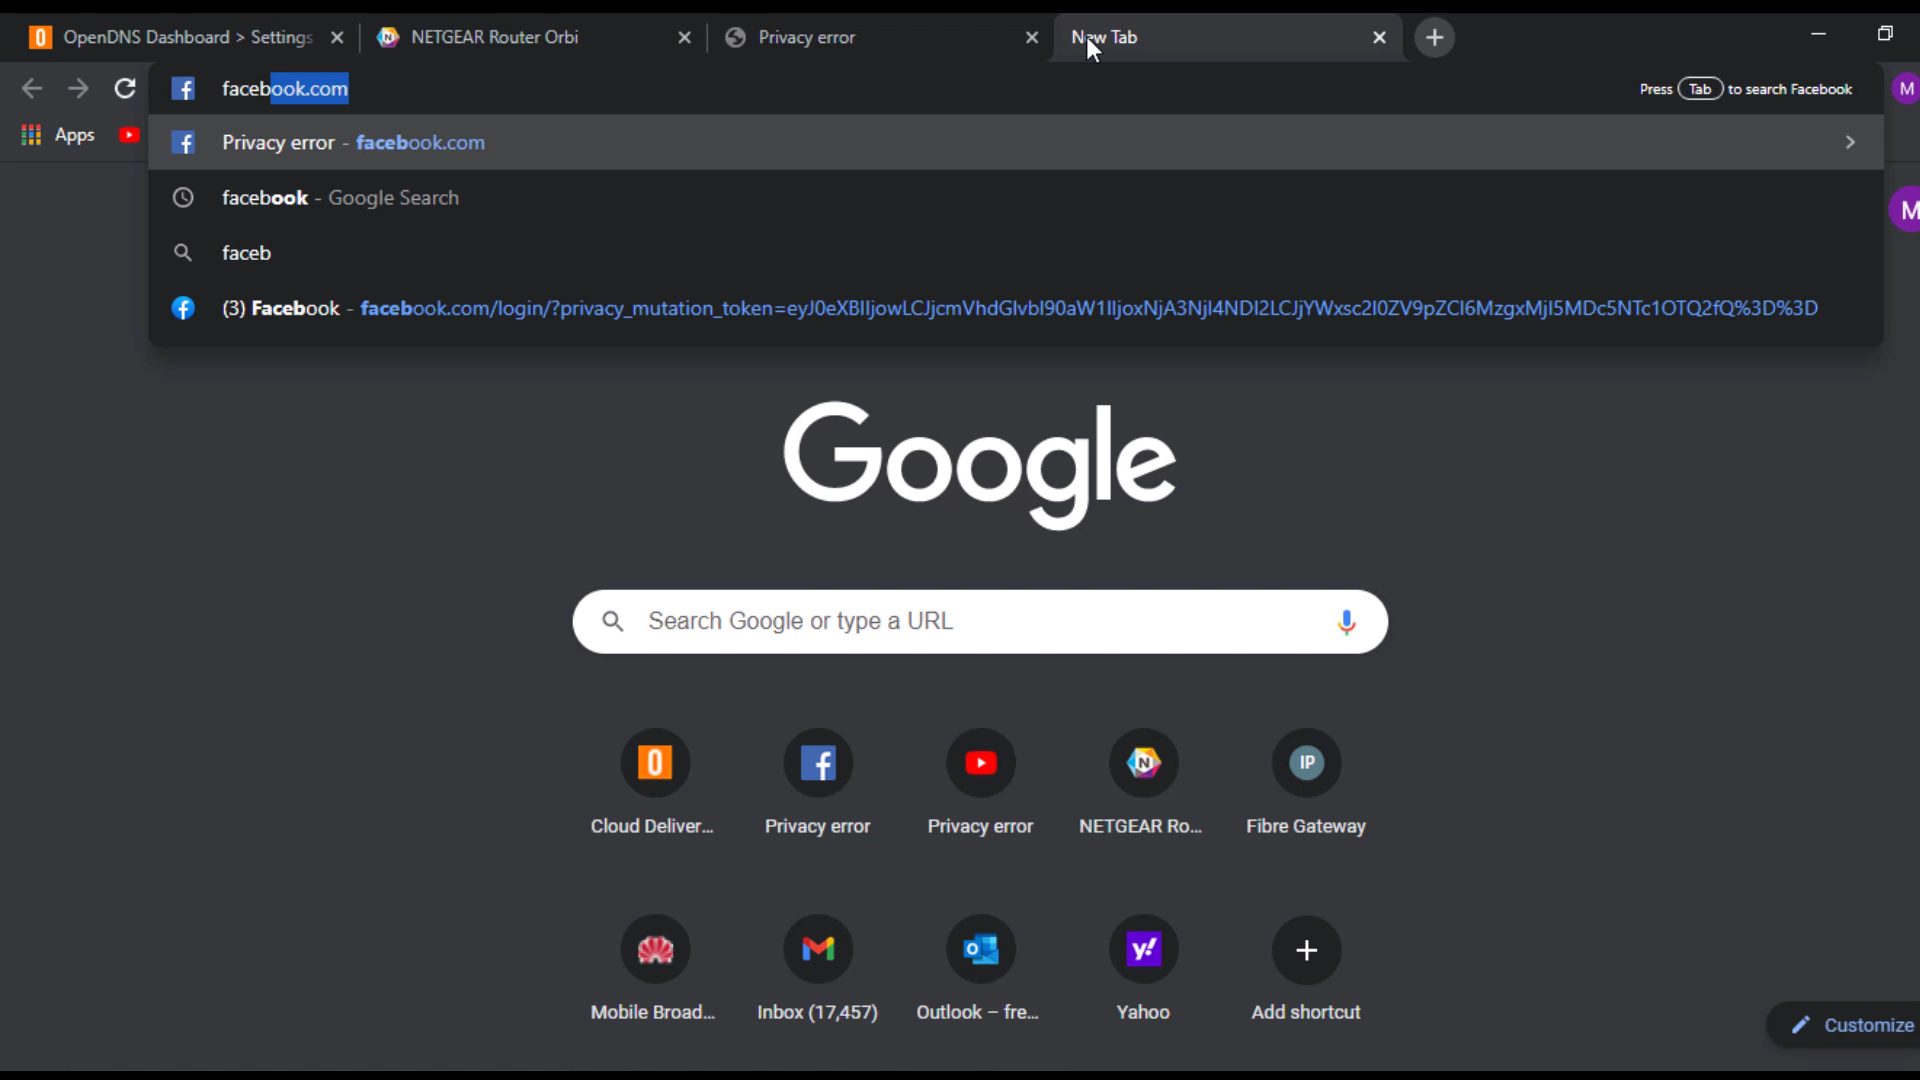 OpenDNS Dashboard > Settings
NETGEAR Router Orbi
Privacy error
New Tab
facebook.com
Press Tab to search Facebook
M
Apps
Privacy error - facebook.com
facebook - Google Search
M
faceb
(3) Facebook - facebook.com/login/?privacy_mutation_token=eyJ0eXBlIjowLCJjcmVhdGlvbl90aW1lIjoxNjA3NjI4NDI2LCJjYWxsc2l0ZV9pZCI6MzgxMjI5MDc5NTc1OTQ2fQ%3D%3D
Google
Search Google or type a URL
IP
Cloud Deliver...
Privacy error
Privacy error
NETGEAR Ro...
Fibre Gateway
Mobile Broad...
Inbox (17,457)
Outlook – fre...
Yahoo
Add shortcut
Customize